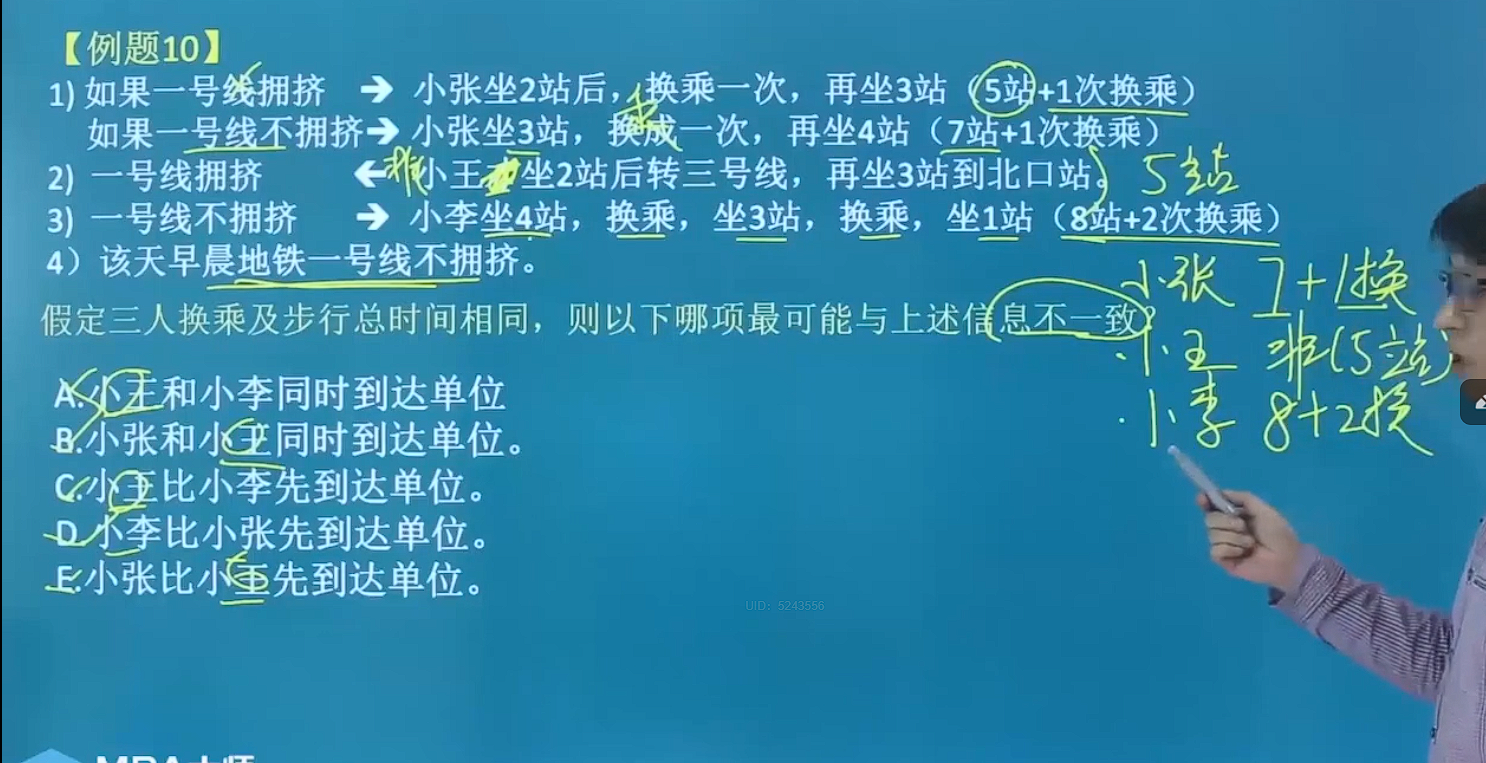 【例题10】
1) 如果一号线拥挤 → 小张坐2站后，换乘一次，再坐3站（5站+1次换乘）
如果一号线不拥挤→ 小张坐3站，换成一次，再坐4站（7站+1次换乘）
乘
2) 一号线拥挤 ← 非 小王 坐2站后转三号线，再坐3站到北口站。 5站
3) 一号线不拥挤 → 小李坐4站，换乘，坐3站，换乘，坐1站（8站+2次换乘）
4）该天早晨地铁一号线不拥挤。
小张 7+1换
假定三人换乘及步行总时间相同，则以下哪项最可能与上述信息不一致?
小王 非(5站)
A.小王和小李同时到达单位
小李 8+2换
B.小张和小王同时到达单位。
C.小王比小李先到达单位。
D.小李比小张先到达单位。
E.小张比小王先到达单位。
UID: 5243556
MBA大师